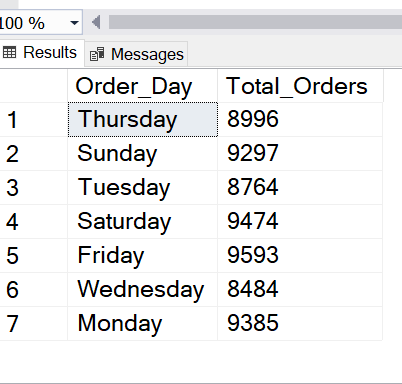 100 %
Results Messages
Order_Day Total_Orders
1 Thursday 8996
2 Sunday 9297
3 Tuesday 8764
4 Saturday 9474
5 Friday 9593
6 Wednesday 8484
7 Monday 9385